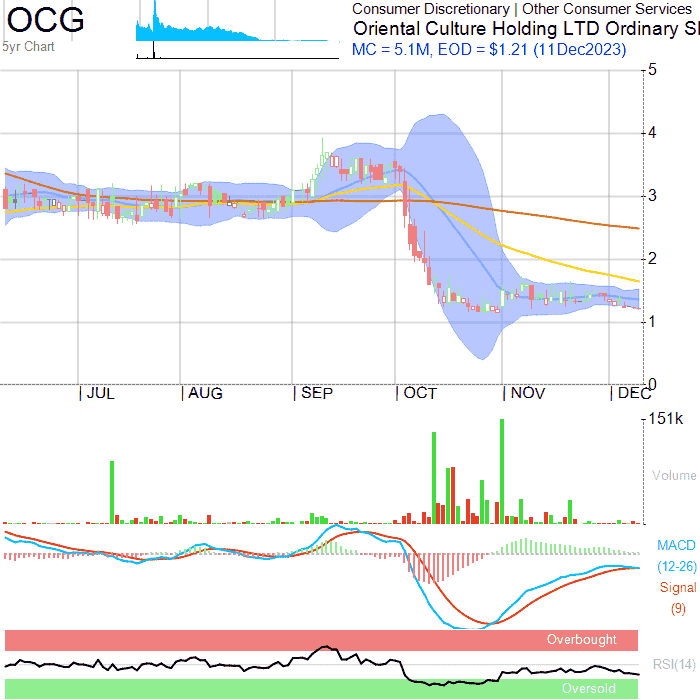 OCG
5yr Chart
Consumer Discretionary | Other Consumer Services
Oriental Culture Holding LTD Ordinary
MC = 5.1M, EOD = $1.21 (11Dec2023)
5
4
3
2
1
0
JUL AUG SEP OCT NOV DEC
151k
Volume
MACD
(12-26)
Signal
(9)
Overbought
RSI(14)
Oversold